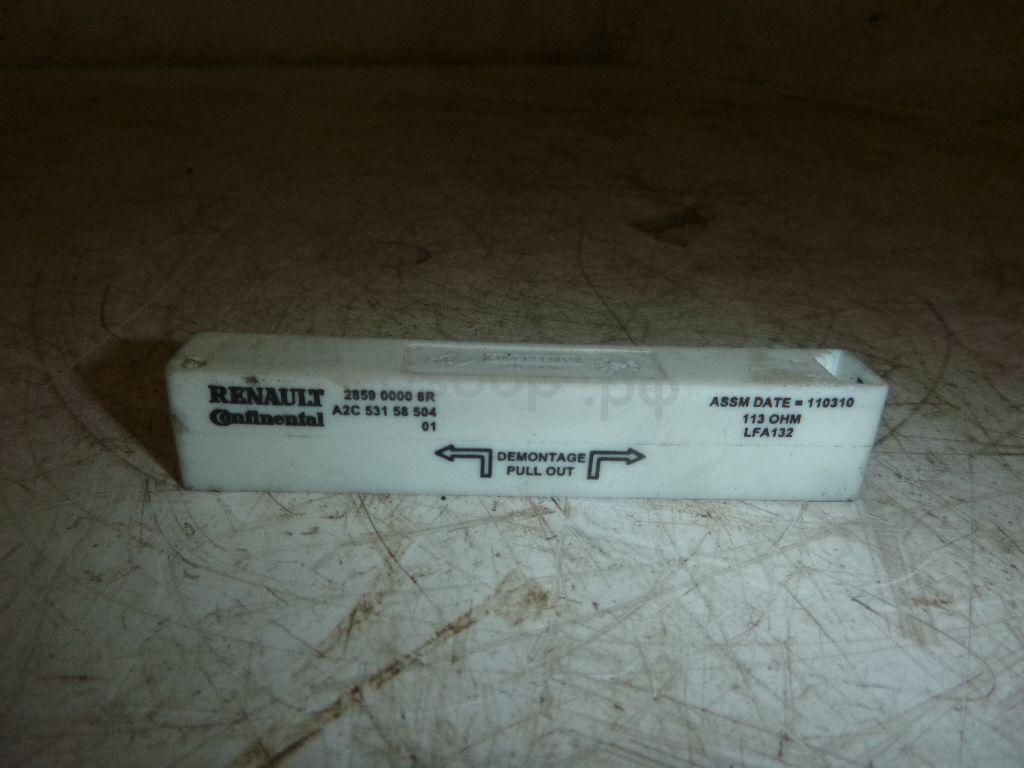 RENAULT 2859 0000 6R
Continental A2C 531 58 504
01
ASSM DATE = 110310
113 OHM
LFA132
DEMONTAGE
PULL OUT
.рф